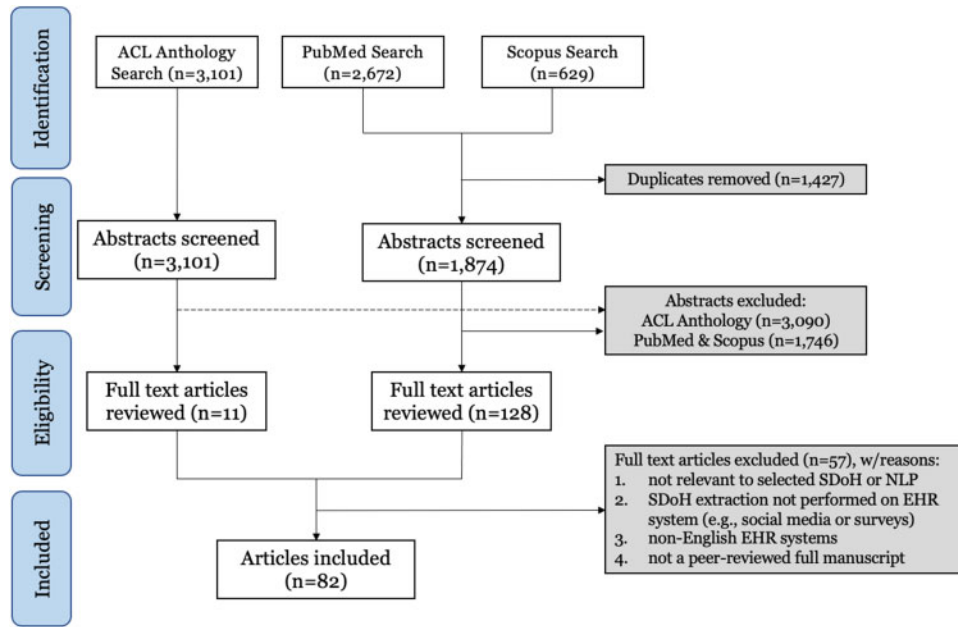 Identification
ACL Anthology
Search (n=3,101)
PubMed Search
(n=2,672)
Scopus Search
(n=629)
Duplicates removed (n=1,427)
Screening
Abstracts screened
(n=3,101)
Abstracts screened
(n=1,874)
Abstracts excluded:
ACL Anthology (n=3,090)
PubMed & Scopus (n=1,746)
Eligibility
Full text articles
reviewed (n=11)
Full text articles
reviewed (n=128)
Full text articles excluded (n=57), w/reasons:
1. not relevant to selected SDoH or NLP
2. SDoH extraction not performed on EHR
system (e.g., social media or surveys)
3. non-English EHR systems
4. not a peer-reviewed full manuscript
Included
Articles included
(n=82)